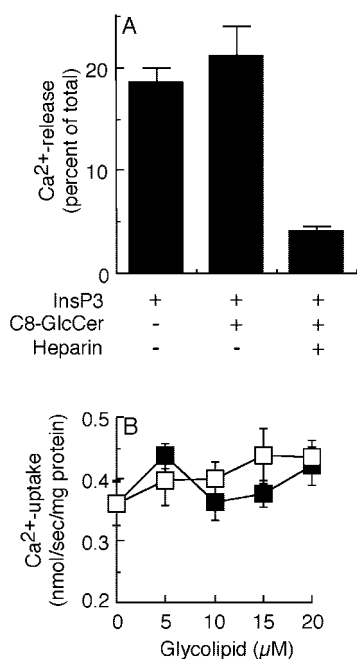 A
Ca2+-release
(percent of total)
20
10
0
InsP3 + + +
C8-GlcCer - + +
Heparin - - +
B
Ca2+-uptake
(nmol/sec/mg protein)
0.5
0.4
0.3
0.2
0 5 10 15 20
Glycolipid (µM)